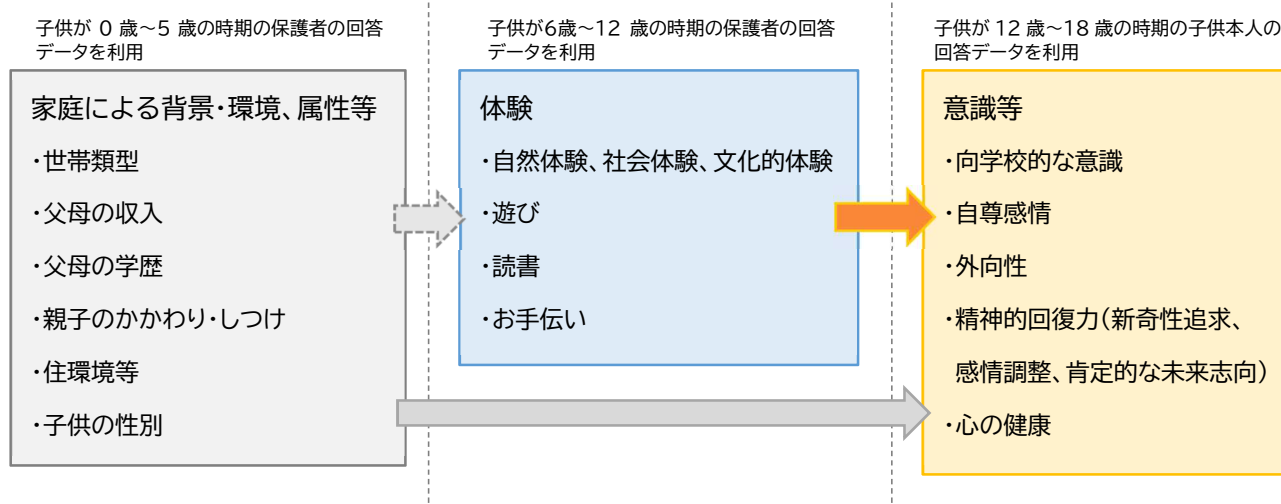 子供が 0 歳～5 歳の時期の保護者の回答
データを利用
家庭による背景・環境、属性等
・世帯類型
・父母の収入
・父母の学歴
・親子のかかわり・しつけ
・住環境等
・子供の性別
子供が6歳～12 歳の時期の保護者の回答
データを利用
体験
・自然体験、社会体験、文化的体験
・遊び
・読書
・お手伝い
子供が 12 歳～18 歳の時期の子供本人の
回答データを利用
意識等
・向学校的な意識
・自尊感情
・外向性
・精神的回復力(新奇性追求、
感情調整、肯定的な未来志向)
・心の健康